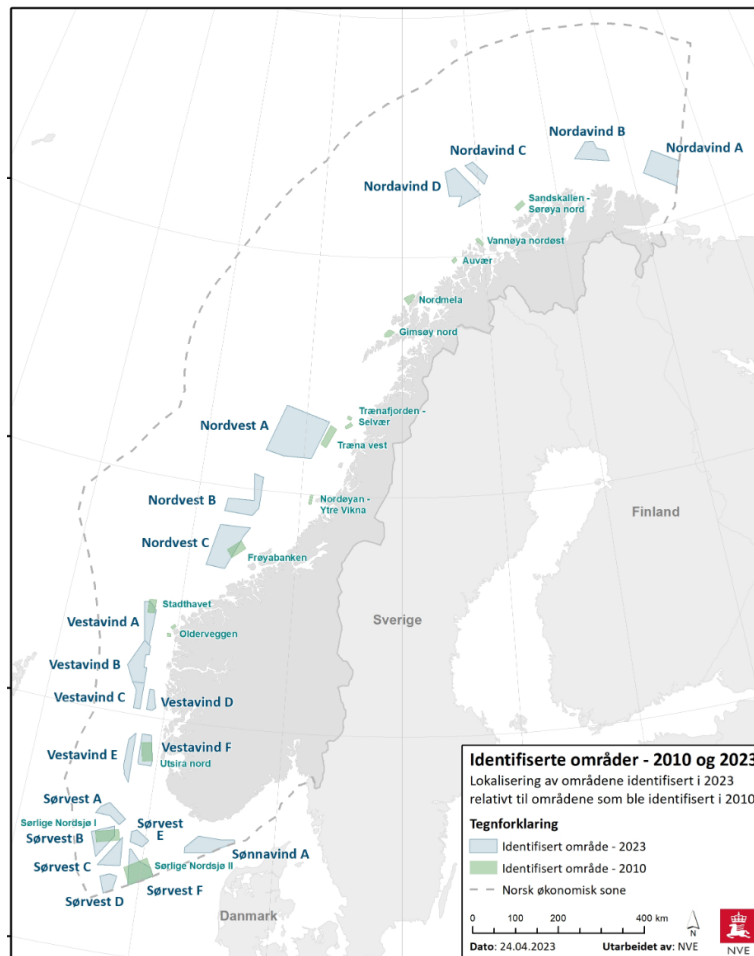 Nordavind B
Nordavind A
Nordavind C
Nordavind D
Sandskallen -
Sørøya nord
Vannøya nordøst
Auvær
Nordmela
Gimsøy nord
Nordvest A
Trænafjorden -
Selvær
Træna vest
Nordvest B
Nordøyan -
Ytre Vikna
Finland
Nordvest C
Frøyabanken
Stadthavet
Vestavind A
Olderveggen
Sverige
Vestavind B
Vestavind C
Vestavind D
Vestavind E
Vestavind F
Utsira nord
Sørvest A
Sørlige Nordsjø I
Sørvest B
Sørvest
E
Sønnavind A
Sørvest C
Sørlige Nordsjø II
Sørvest D
Sørvest F
Danmark
Identifiserte områder - 2010 og 2023
Lokalisering av områdene identifisert i 2023
relativt til områdene som ble identifisert i 2010
Tegnforklaring
Identifisert område - 2023
Identifisert område - 2010
Norsk økonomisk sone
0 100 200 400 km
N
Dato: 24.04.2023 Utarbeidet av: NVE
NVE